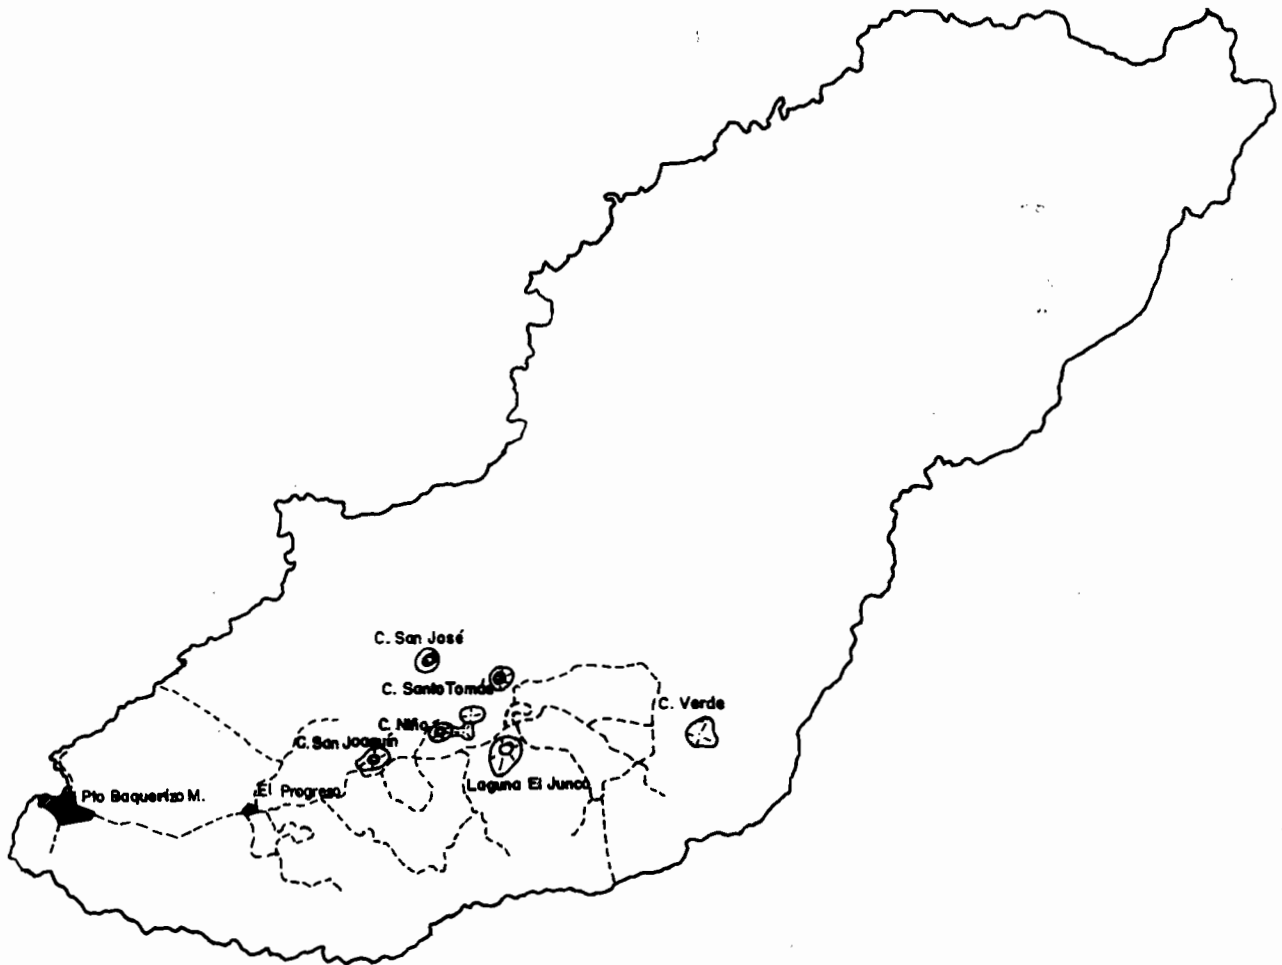 C. San José
C. Santo Tomás
C. Verde
C. Niño
C. San Joaquín
Laguna El Junco
El Progreso
Pto Baquerizo M.